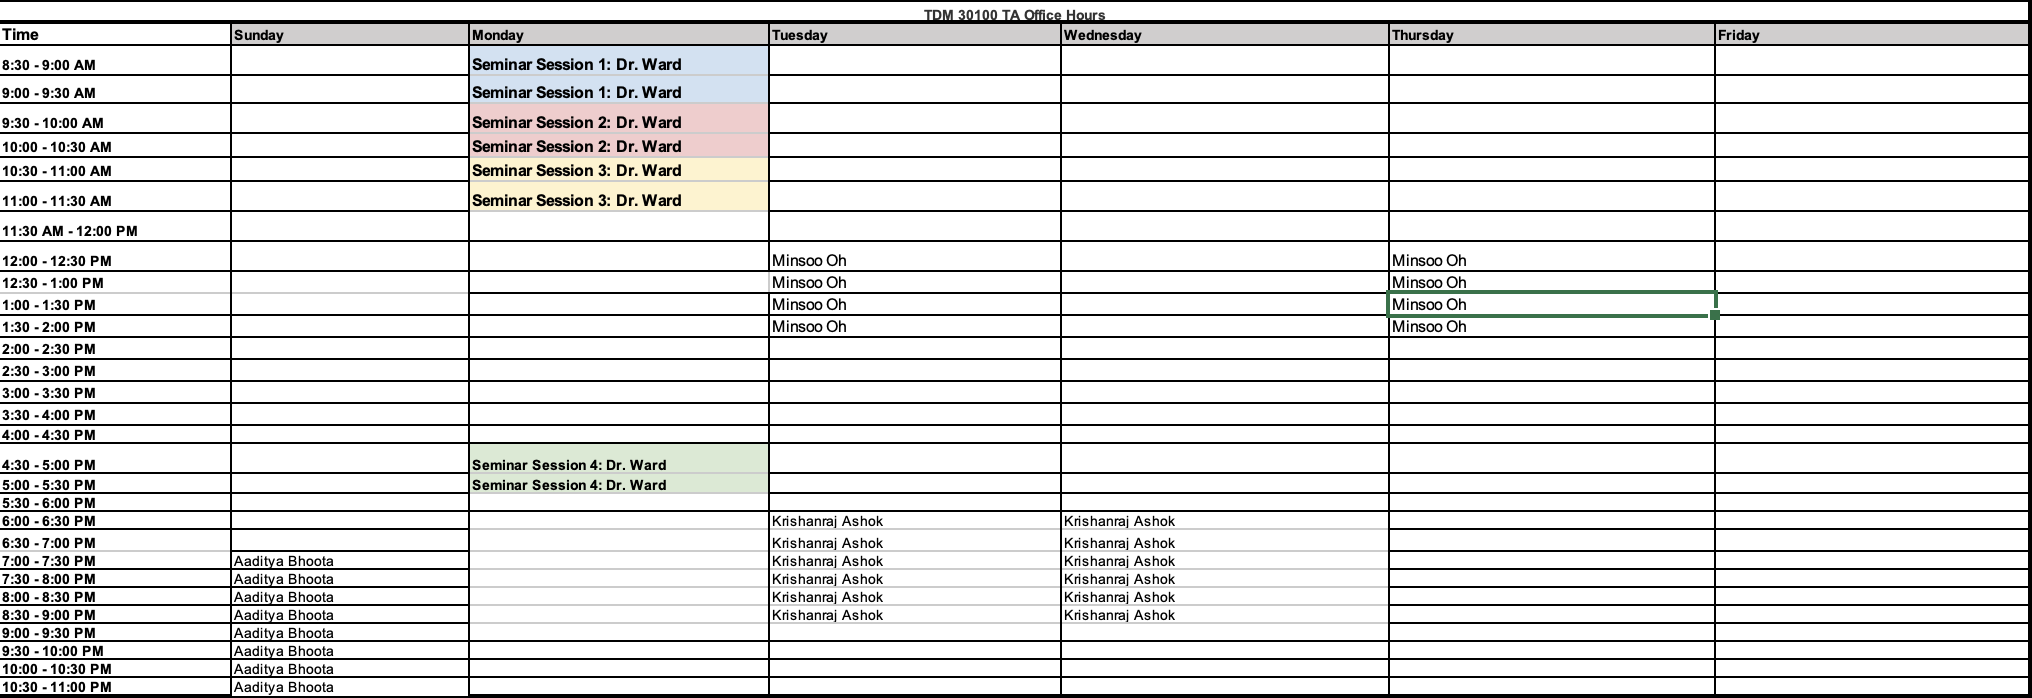 TDM 30100 TA Office Hours
Time Sunday Monday Tuesday Wednesday Thursday Friday
8:30 - 9:00 AM Seminar Session 1: Dr. Ward
9:00 - 9:30 AM Seminar Session 1: Dr. Ward
9:30 - 10:00 AM Seminar Session 2: Dr. Ward
10:00 - 10:30 AM Seminar Session 2: Dr. Ward
10:30 - 11:00 AM Seminar Session 3: Dr. Ward
11:00 - 11:30 AM Seminar Session 3: Dr. Ward
11:30 AM - 12:00 PM
12:00 - 12:30 PM Minsoo Oh Minsoo Oh
12:30 - 1:00 PM Minsoo Oh Minsoo Oh
1:00 - 1:30 PM Minsoo Oh Minsoo Oh
1:30 - 2:00 PM Minsoo Oh Minsoo Oh
2:00 - 2:30 PM
2:30 - 3:00 PM
3:00 - 3:30 PM
3:30 - 4:00 PM
4:00 - 4:30 PM
4:30 - 5:00 PM Seminar Session 4: Dr. Ward
5:00 - 5:30 PM Seminar Session 4: Dr. Ward
5:30 - 6:00 PM
6:00 - 6:30 PM Krishanraj Ashok Krishanraj Ashok
6:30 - 7:00 PM Krishanraj Ashok Krishanraj Ashok
7:00 - 7:30 PM Aaditya Bhoota Krishanraj Ashok Krishanraj Ashok
7:30 - 8:00 PM Aaditya Bhoota Krishanraj Ashok Krishanraj Ashok
8:00 - 8:30 PM Aaditya Bhoota Krishanraj Ashok Krishanraj Ashok
8:30 - 9:00 PM Aaditya Bhoota Krishanraj Ashok Krishanraj Ashok
9:00 - 9:30 PM Aaditya Bhoota
9:30 - 10:00 PM Aaditya Bhoota
10:00 - 10:30 PM Aaditya Bhoota
10:30 - 11:00 PM Aaditya Bhoota